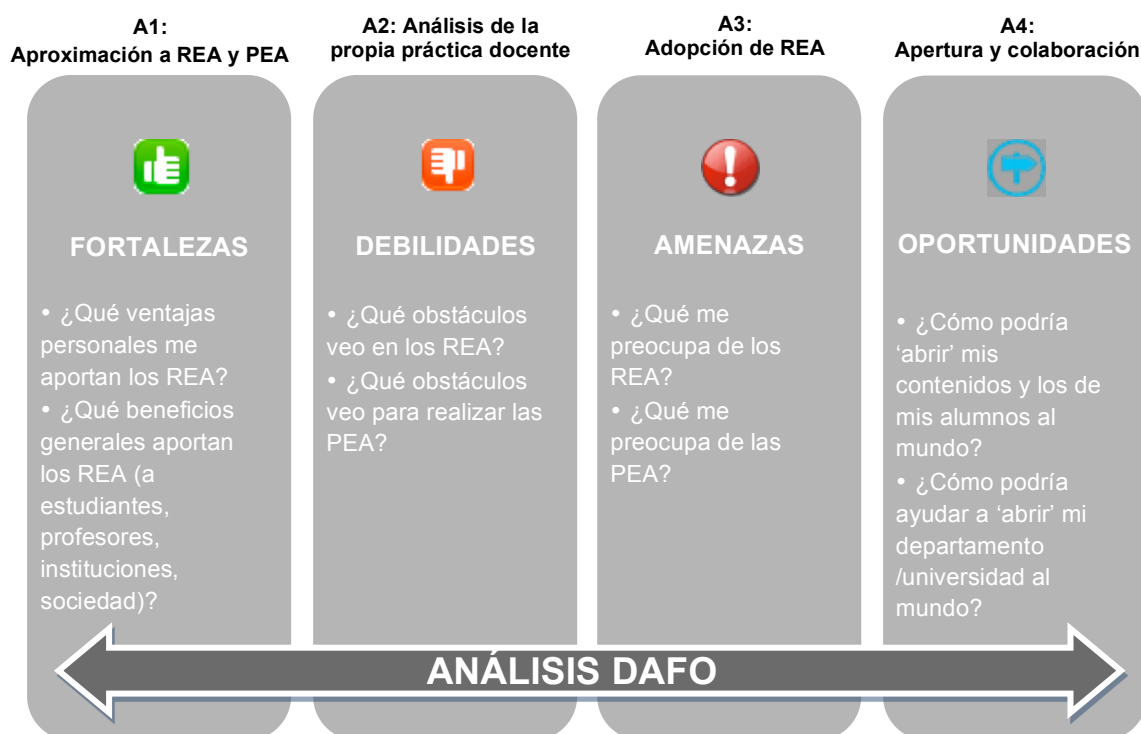 A1:
Aproximación a REA y PEA
A2: Análisis de la
propia práctica docente
A3:
Adopción de REA
A4:
Apertura y colaboración
FORTALEZAS
• ¿Qué ventajas
personales me
aportan los REA?
• ¿Qué beneficios
generales aportan
los REA (a
estudiantes,
profesores,
instituciones,
sociedad)?
DEBILIDADES
• ¿Qué obstáculos
veo en los REA?
• ¿Qué obstáculos
veo para realizar las
PEA?
AMENAZAS
• ¿Qué me
preocupa de los
REA?
• ¿Qué me
preocupa de las
PEA?
OPORTUNIDADES
• ¿Cómo podría
‘abrir’ mis
contenidos y los de
mis alumnos al
mundo?
• ¿Cómo podría
ayudar a ‘abrir’ mi
departamento
/universidad al
mundo?
ANÁLISIS DAFO